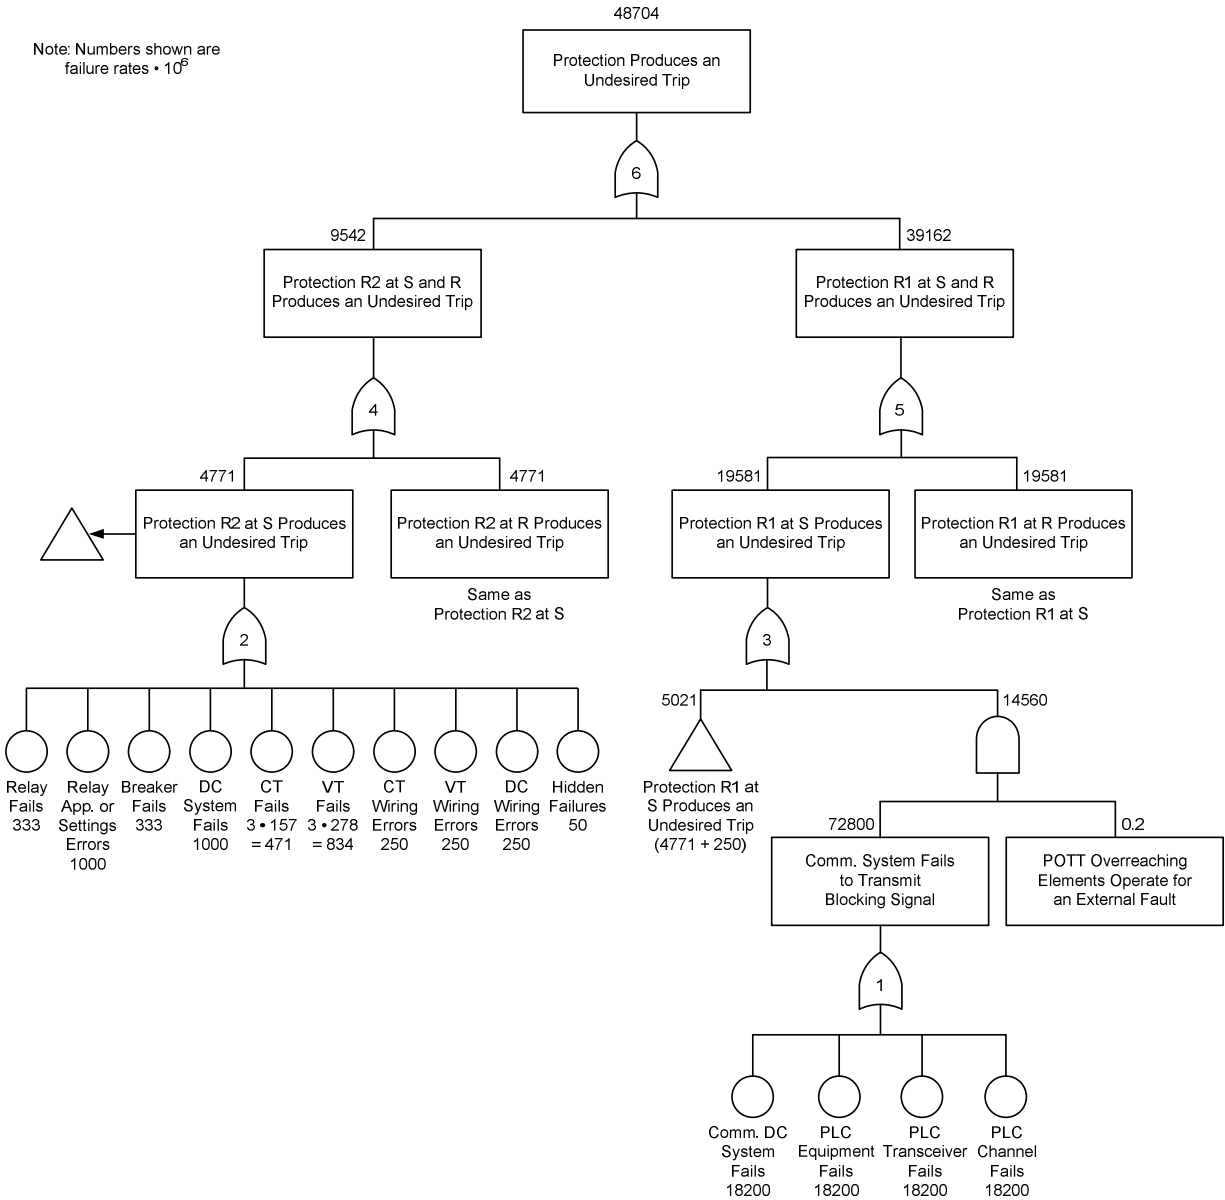 48704
Note: Numbers shown are
failure rates • 10⁶
Protection Produces an
Undesired Trip
6
9542
39162
Protection R2 at S and R
Produces an Undesired Trip
Protection R1 at S and R
Produces an Undesired Trip
4
5
4771
4771
19581
19581
Protection R2 at S Produces
an Undesired Trip
Protection R2 at R Produces
an Undesired Trip
Protection R1 at S Produces
an Undesired Trip
Protection R1 at R Produces
an Undesired Trip
Same as
Protection R2 at S
Same as
Protection R1 at S
2
3
5021
14560
Relay
Fails
333
Relay
App. or
Settings
Errors
1000
Breaker
Fails
333
DC
System
Fails
1000
CT
Fails
3 • 157
= 471
VT
Fails
3 • 278
= 834
CT
Wiring
Errors
250
VT
Wiring
Errors
250
DC
Wiring
Errors
250
Hidden
Failures
50
Protection R1 at
S Produces an
Undesired Trip
(4771 + 250)
72800
0.2
Comm. System Fails
to Transmit
Blocking Signal
POTT Overreaching
Elements Operate for
an External Fault
1
Comm. DC
System
Fails
18200
PLC
Equipment
Fails
18200
PLC
Transceiver
Fails
18200
PLC
Channel
Fails
18200